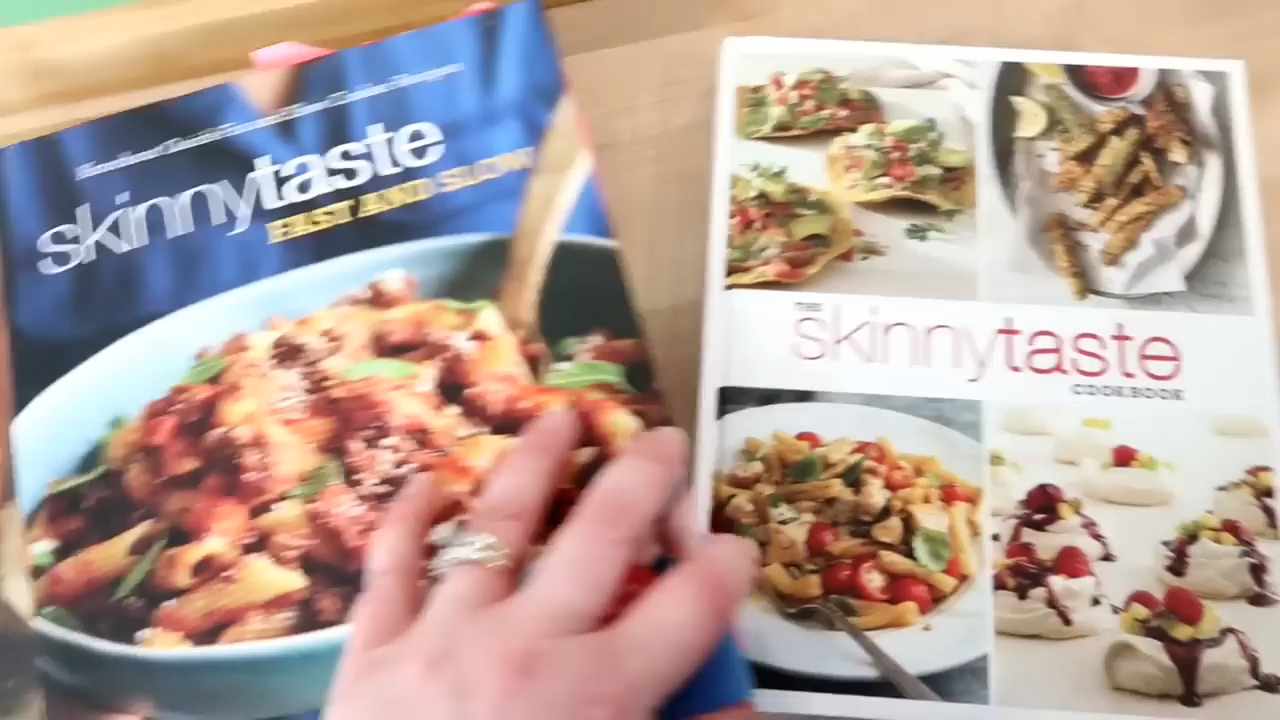 skinnytaste
FAST AND SLOW
THE
skinnytaste
COOKBOOK